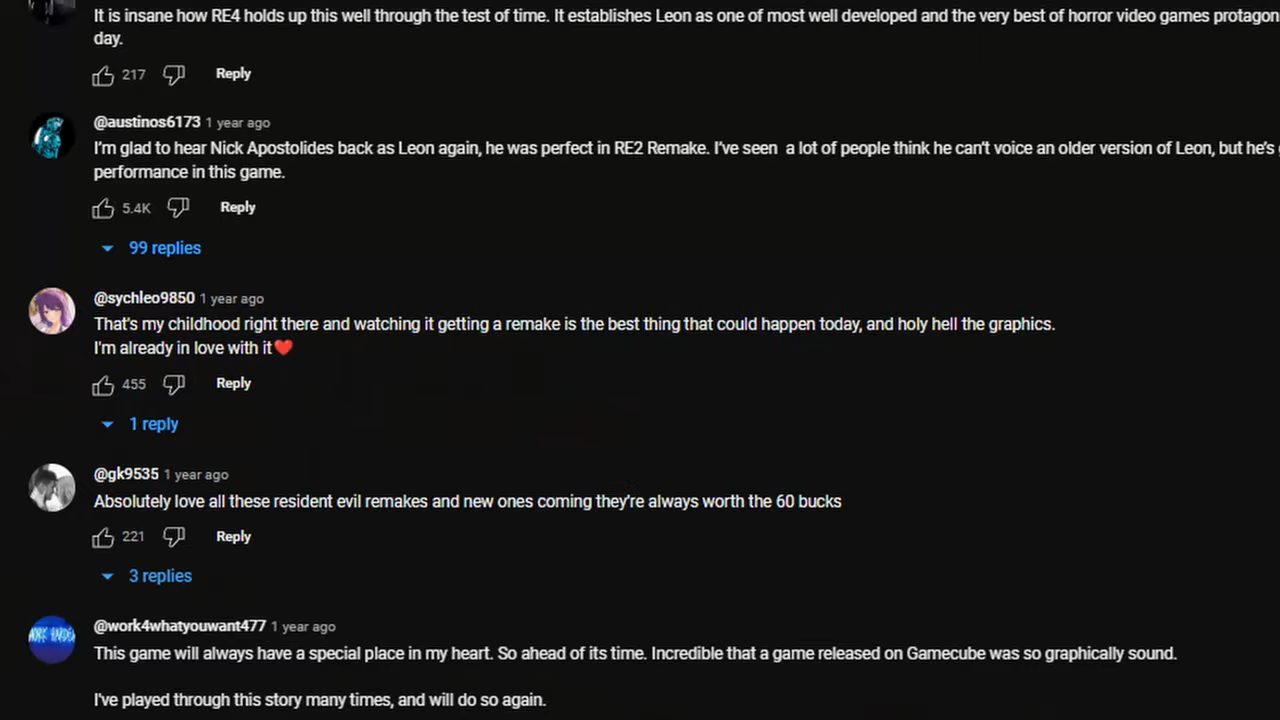 It is insane how RE4 holds up this well through the test of time. It establishes Leon as one of most well developed and the very best of horror video games
day.
217 Reply
@austinos6173 1 year ago
I'm glad to hear Nick Apostolides back as Leon again, he was perfect in RE2 Remake. I've seen a lot of people think he can't voice an older version of Leon, but he's
performance in this game.
5.4K Reply
99 replies
@sychleo9850 1 year ago
That's my childhood right there and watching it getting a remake is the best thing that could happen today, and holy hell the graphics.
I'm already in love with it❤️
455 Reply
1 reply
@gk9535 1 year ago
Absolutely love all these resident evil remakes and new ones coming they're always worth the 60 bucks
221 Reply
3 replies
@work4whatyouwant477 1 year ago
WORK HARDER
This game will always have a special place in my heart. So ahead of its time. Incredible that a game released on Gamecube was so graphically sound.
I've played through this story many times, and will do so again.